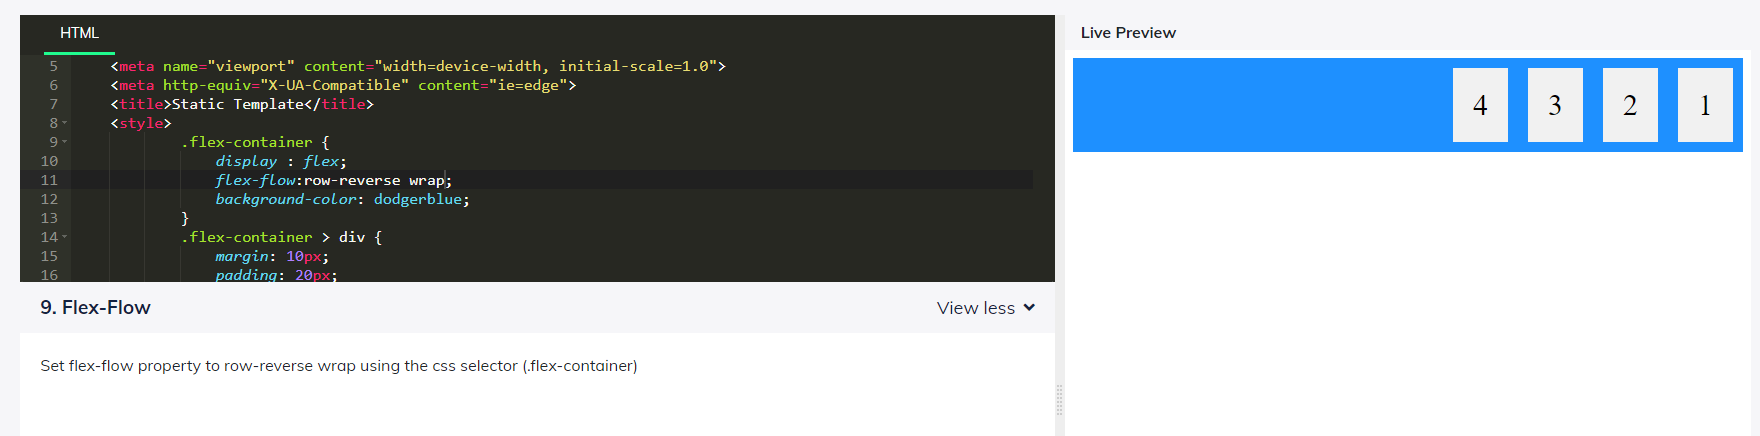 HTML
5 <meta name="viewport" content="width=device-width, initial-scale=1.0">
6 <meta http-equiv="X-UA-Compatible" content="ie=edge">
7 <title>Static Template</title>
8 <style>
9 .flex-container {
10 display : flex;
11 flex-flow:row-reverse wrap;
12 background-color: dodgerblue;
13 }
14 .flex-container > div {
15 margin: 10px;
16 padding: 20px;
9. Flex-Flow
View less
Set flex-flow property to row-reverse wrap using the css selector (.flex-container)
Live Preview
4 3 2 1